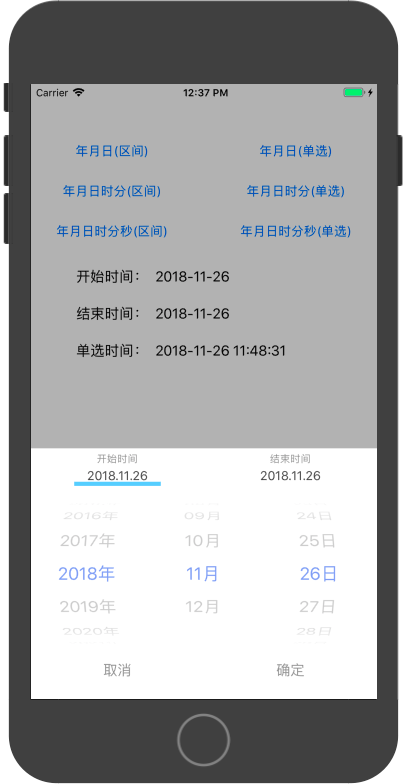 Carrier 12:37 PM
年月日(区间) 年月日(单选)
年月日时分(区间) 年月日时分(单选)
年月日时分秒(区间) 年月日时分秒(单选)
开始时间： 2018-11-26
结束时间： 2018-11-26
单选时间： 2018-11-26 11:48:31
开始时间 结束时间
2018.11.26 2018.11.26
2016年 09月 24日
2017年 10月 25日
2018年 11月 26日
2019年 12月 27日
2020年 28日
取消 确定